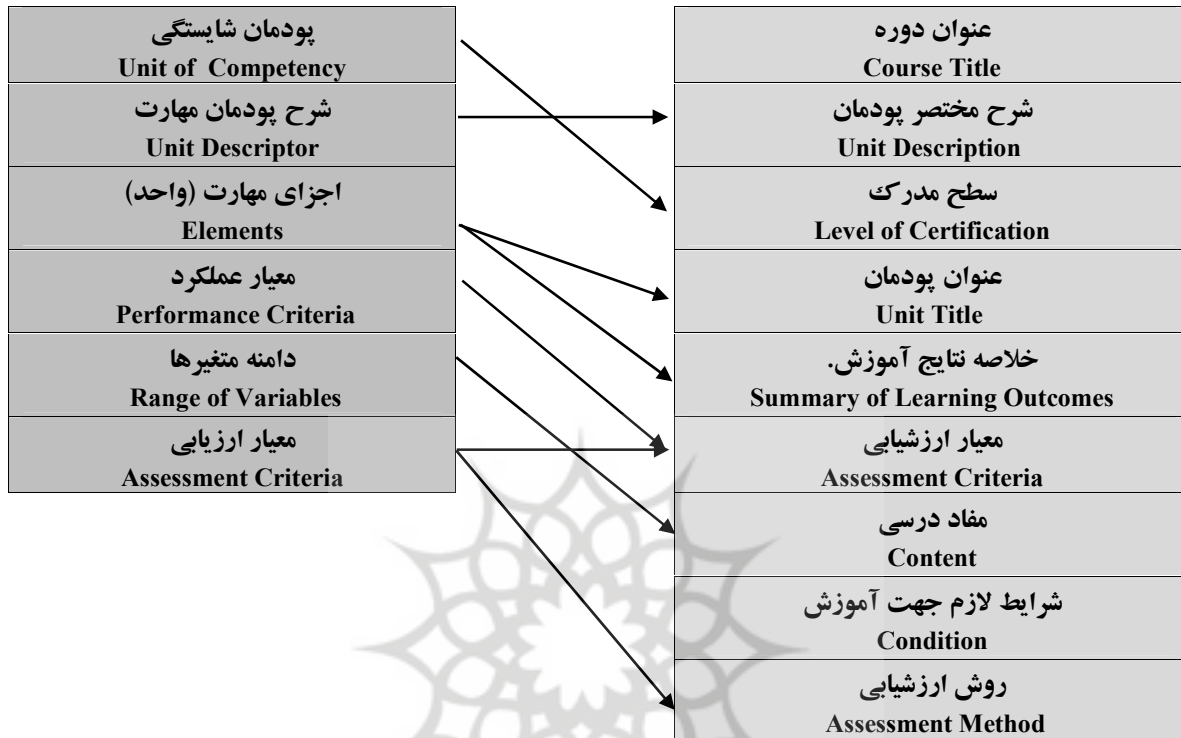 پودمان شایستگی
Unit of Competency
شرح پودمان مهارت
Unit Descriptor
اجزای مهارت (واحد)
Elements
معیار عملکرد
Performance Criteria
دامنه متغیرها
Range of Variables
معیار ارزیابی
Assessment Criteria
عنوان دوره
Course Title
شرح مختصر پودمان
Unit Description
سطح مدرک
Level of Certification
عنوان پودمان
Unit Title
خلاصه نتایج آموزش.
Summary of Learning Outcomes
معیار ارزشیابی
Assessment Criteria
مفاد درسی
Content
شرایط لازم جهت آموزش
Condition
روش ارزشیابی
Assessment Method